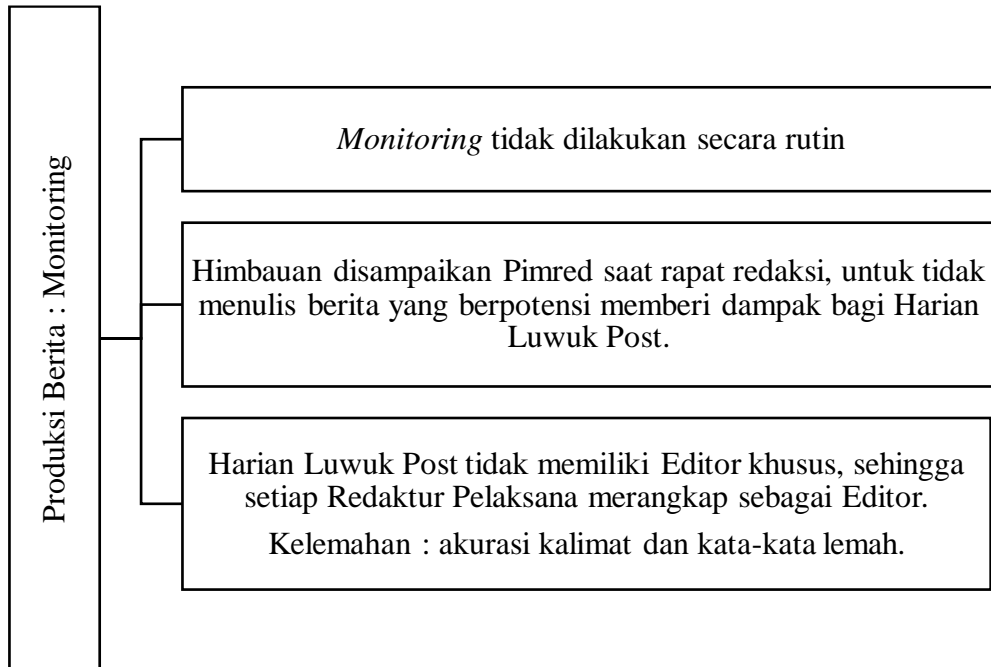 Produksi Berita : Monitoring
Monitoring tidak dilakukan secara rutin
Himbauan disampaikan Pimred saat rapat redaksi, untuk tidak
menulis berita yang berpotensi memberi dampak bagi Harian
Luwuk Post.
Harian Luwuk Post tidak memiliki Editor khusus, sehingga
setiap Redaktur Pelaksana merangkap sebagai Editor.
Kelemahan : akurasi kalimat dan kata-kata lemah.